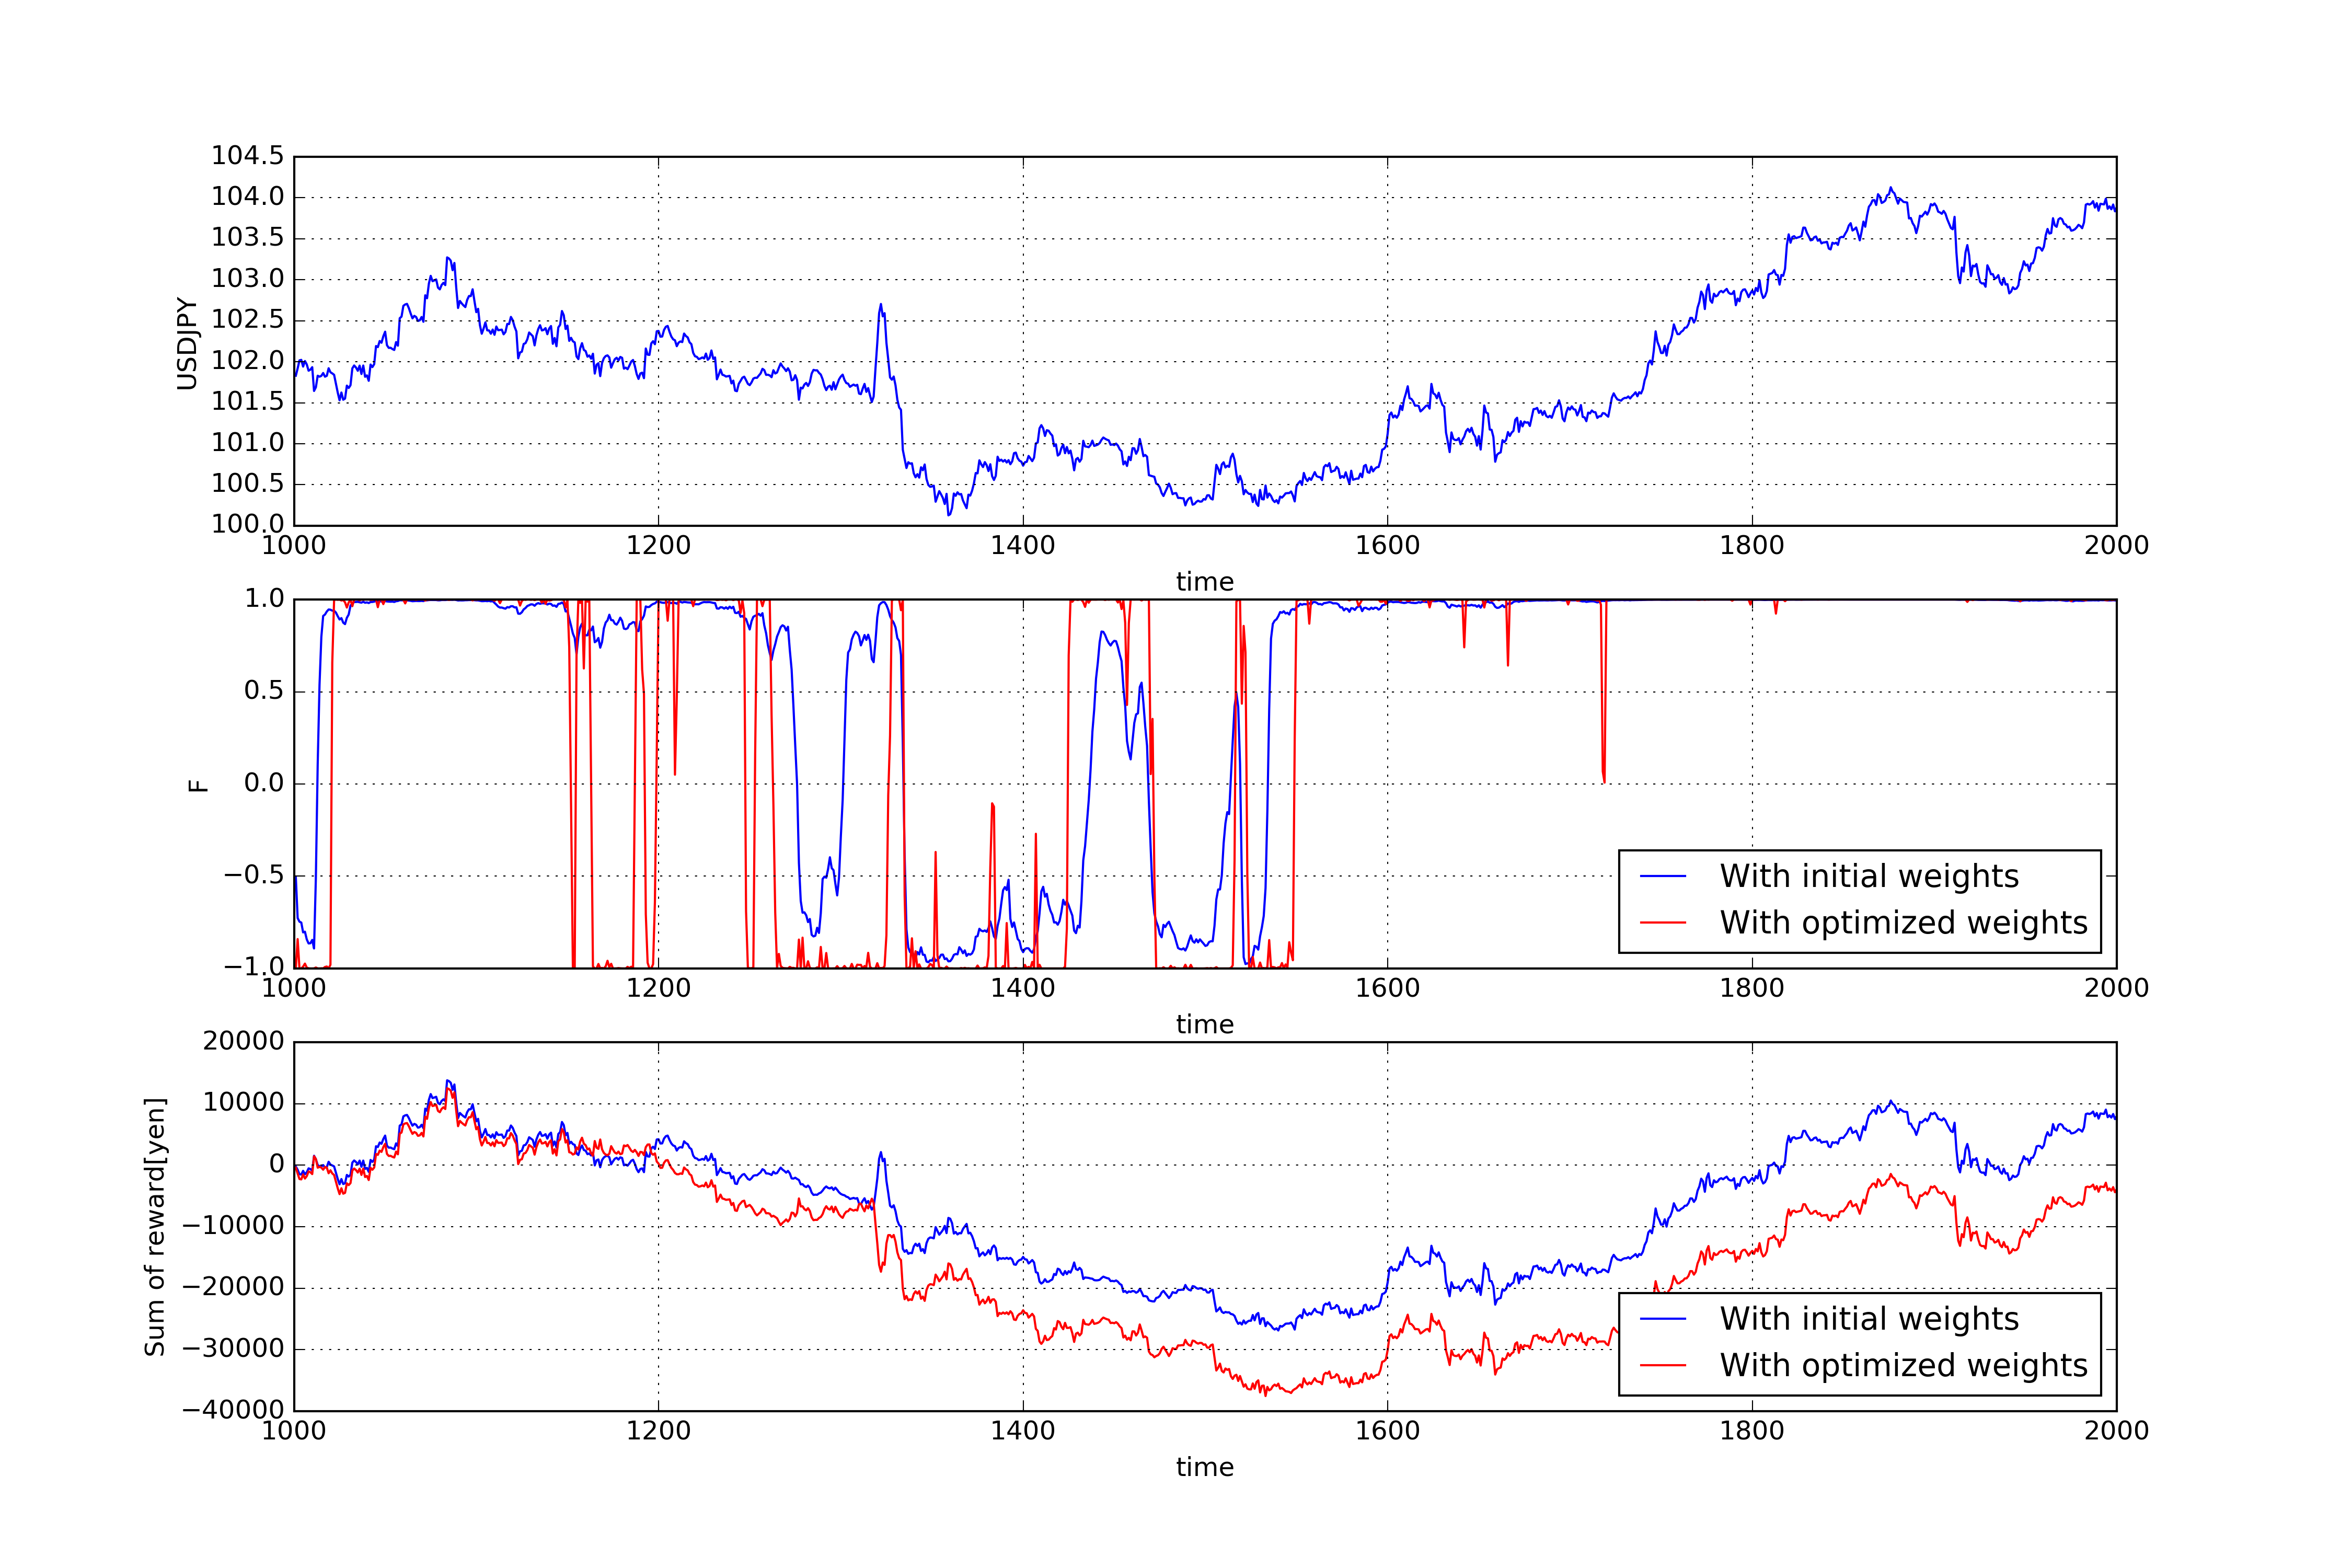 104.5
104.0
103.5
103.0
102.5
102.0
101.5
101.0
100.5
100.0
USDJPY
1000 1200 1400 1600 1800 2000
time
1.0
0.5
0.0
−0.5
−1.0
F
With initial weights
With optimized weights
1000 1200 1400 1600 1800 2000
time
20000
10000
0
−10000
−20000
−30000
−40000
Sum of reward[yen]
With initial weights
With optimized weights
1000 1200 1400 1600 1800 2000
time